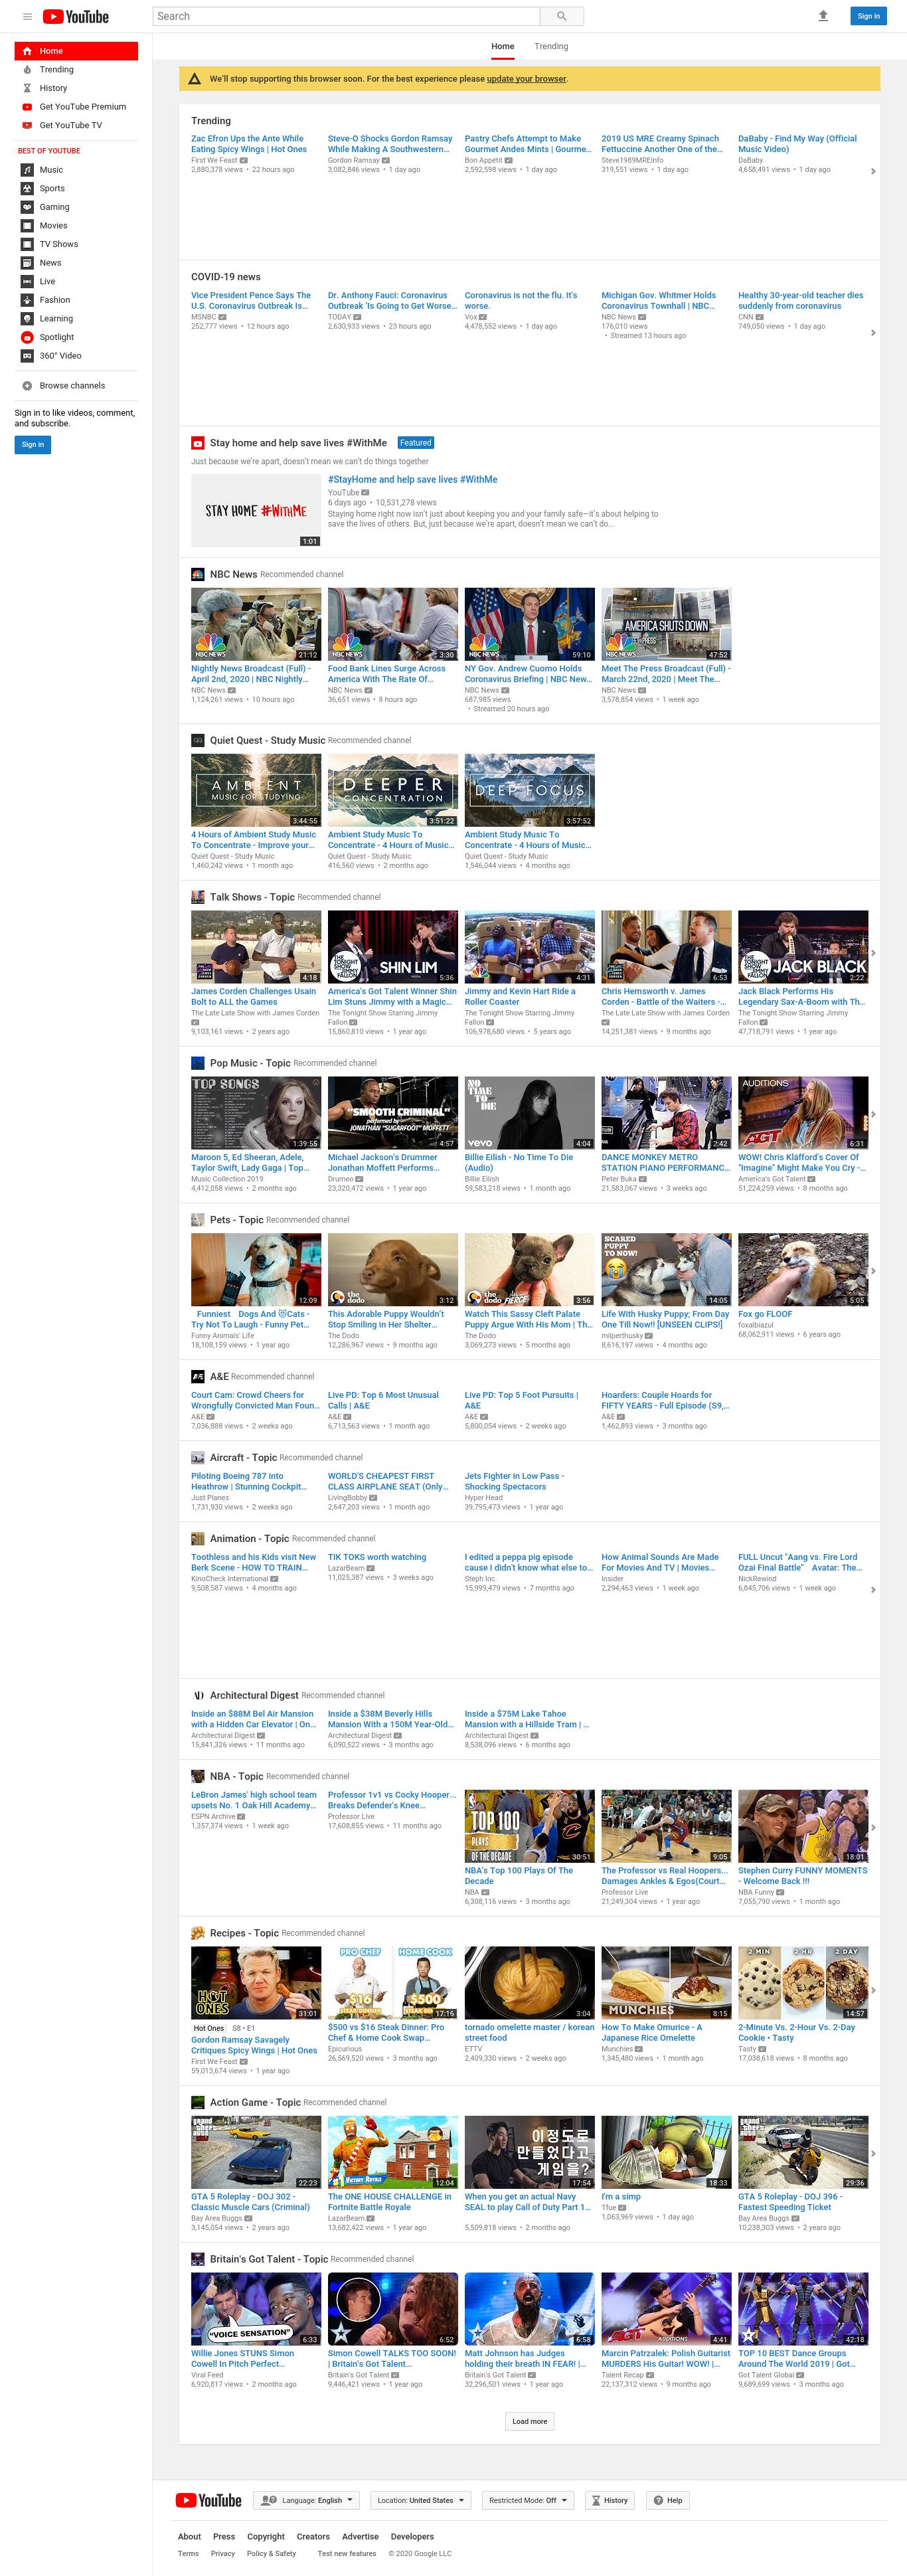 YouTube
Search
Sign in
Home
Trending
History
Get YouTube Premium
Get YouTube TV
BEST OF YOUTUBE
Music
Sports
Gaming
Movies
TV Shows
News
Live
Fashion
Learning
Spotlight
360° Video
Browse channels
Sign in to like videos, comment,
and subscribe.
Sign in
Home Trending
We'll stop supporting this browser soon. For the best experience please update your browser.
Trending
Zac Efron Ups the Ante While
Eating Spicy Wings | Hot Ones
First We Feast
2,880,378 views • 22 hours ago
Steve-O Shocks Gordon Ramsay
While Making A Southwestern...
Gordon Ramsay
3,082,846 views • 1 day ago
Pastry Chefs Attempt to Make
Gourmet Andes Mints | Gourme...
Bon Appétit
2,592,598 views • 1 day ago
2019 US MRE Creamy Spinach
Fettuccine Another One of the...
Steve1989MREInfo
319,551 views • 1 day ago
DaBaby - Find My Way (Official
Music Video)
DaBaby
4,658,491 views • 1 day ago
COVID-19 news
Vice President Pence Says The
U.S. Coronavirus Outbreak Is...
MSNBC
252,777 views • 12 hours ago
Dr. Anthony Fauci: Coronavirus
Outbreak 'Is Going to Get Worse...
TODAY
2,630,933 views • 23 hours ago
Coronavirus is not the flu. It's
worse.
Vox
4,478,552 views • 1 day ago
Michigan Gov. Whitmer Holds
Coronavirus Townhall | NBC...
NBC News
176,010 views
• Streamed 13 hours ago
Healthy 30-year-old teacher dies
suddenly from coronavirus
CNN
749,050 views • 1 day ago
Stay home and help save lives #WithMe Featured
Just because we're apart, doesn't mean we can't do things together
STAY HOME #WITHME
1:01
#StayHome and help save lives #WithMe
YouTube
6 days ago • 10,531,278 views
Staying home right now isn't just about keeping you and your family safe—it's about helping to
save the lives of others. But, just because we're apart, doesn't mean we can't do...
NBC News Recommended channel
NBC NEWS
21:12
Nightly News Broadcast (Full) -
April 2nd, 2020 | NBC Nightly...
NBC News
1,124,261 views • 10 hours ago
NBC NEWS
3:30
Food Bank Lines Surge Across
America With The Rate Of...
NBC News
36,651 views • 8 hours ago
NBC NEWS
59:10
NY Gov. Andrew Cuomo Holds
Coronavirus Briefing | NBC New...
NBC News
687,985 views
• Streamed 20 hours ago
AMERICA SHUTS DOWN
NBC NEWS
47:52
Meet The Press Broadcast (Full) -
March 22nd, 2020 | Meet The...
NBC News
3,578,854 views • 1 week ago
Quiet Quest - Study Music Recommended channel
AMBIENT
MUSIC FOR STUDYING
3:44:55
4 Hours of Ambient Study Music
To Concentrate - Improve your...
Quiet Quest - Study Music
1,460,242 views • 1 month ago
DEEPER
CONCENTRATION
3:51:22
Ambient Study Music To
Concentrate - 4 Hours of Music...
Quiet Quest - Study Music
416,560 views • 2 months ago
DEEP FOCUS
3:57:52
Ambient Study Music To
Concentrate - 4 Hours of Music...
Quiet Quest - Study Music
1,546,044 views • 4 months ago
Talk Shows - Topic Recommended channel
4:18
James Corden Challenges Usain
Bolt to ALL the Games
The Late Late Show with James Corden
9,103,161 views • 2 years ago
THE TONIGHT SHOW
SHIN LIM
5:36
America's Got Talent Winner Shin
Lim Stuns Jimmy with a Magic...
The Tonight Show Starring Jimmy
Fallon
15,860,810 views • 1 year ago
4:31
Jimmy and Kevin Hart Ride a
Roller Coaster
The Tonight Show Starring Jimmy
Fallon
106,978,680 views • 5 years ago
6:53
Chris Hemsworth v. James
Corden - Battle of the Waiters -...
The Late Late Show with James Corden
14,251,381 views • 9 months ago
THE TONIGHT SHOW
JACK BLACK
2:22
Jack Black Performs His
Legendary Sax-A-Boom with Th...
The Tonight Show Starring Jimmy
Fallon
47,718,791 views • 1 year ago
Pop Music - Topic Recommended channel
TOP SONGS
1:39:55
Maroon 5, Ed Sheeran, Adele,
Taylor Swift, Lady Gaga | Top...
Music Collection 2019
4,412,058 views • 2 months ago
"SMOOTH CRIMINAL"
performed by
JONATHAN "SUGARFOOT" MOFFETT
4:57
Michael Jackson's Drummer
Jonathan Moffett Performs...
Drumeo
23,320,472 views • 1 year ago
NO TIME TO DIE
vevo
4:04
Billie Eilish - No Time To Die
(Audio)
Billie Eilish
59,583,218 views • 1 month ago
2:42
DANCE MONKEY METRO
STATION PIANO PERFORMANC...
Peter Buka
21,583,067 views • 3 weeks ago
AUDITIONS
AGT
6:31
WOW! Chris Kläfford's Cover Of
"Imagine" Might Make You Cry -...
America's Got Talent
51,224,259 views • 8 months ago
Pets - Topic Recommended channel
12:09
Funniest Dogs And 😻Cats -
Try Not To Laugh - Funny Pet...
Funny Animals' Life
18,108,159 views • 1 year ago
the dodo
3:12
This Adorable Puppy Wouldn't
Stop Smiling in Her Shelter...
The Dodo
12,286,967 views • 9 months ago
the dodo
FIERCE
3:56
Watch This Sassy Cleft Palate
Puppy Argue With His Mom | Th...
The Dodo
3,069,273 views • 5 months ago
SCARED
PUPPY
TO NOW!
14:05
Life With Husky Puppy; From Day
One Till Now!! [UNSEEN CLIPS!]
milperthusky
8,616,197 views • 4 months ago
5:05
Fox go FLOOF
foxalbiazul
68,062,911 views • 6 years ago
A&E Recommended channel
Court Cam: Crowd Cheers for
Wrongfully Convicted Man Foun...
A&E
7,036,888 views • 2 weeks ago
Live PD: Top 6 Most Unusual
Calls | A&E
A&E
6,713,563 views • 1 month ago
Live PD: Top 5 Foot Pursuits |
A&E
A&E
5,800,054 views • 2 weeks ago
Hoarders: Couple Hoards for
FIFTY YEARS - Full Episode (S9,...
A&E
1,462,893 views • 3 months ago
Aircraft - Topic Recommended channel
Piloting Boeing 787 into
Heathrow | Stunning Cockpit...
Just Planes
1,731,930 views • 2 weeks ago
WORLD'S CHEAPEST FIRST
CLASS AIRPLANE SEAT (Only...
LivingBobby
2,647,203 views • 1 month ago
Jets Fighter in Low Pass -
Shocking Spectacors
Hyper Head
39,795,473 views • 1 year ago
Animation - Topic Recommended channel
Toothless and his Kids visit New
Berk Scene - HOW TO TRAIN...
KinoCheck International
9,508,587 views • 4 months ago
TIK TOKS worth watching
LazarBeam
11,025,387 views • 3 weeks ago
I edited a peppa pig episode
cause I didn't know what else to...
Steph Inc.
15,999,479 views • 7 months ago
How Animal Sounds Are Made
For Movies And TV | Movies...
Insider
2,294,463 views • 1 week ago
FULL Uncut "Aang vs. Fire Lord
Ozai Final Battle" Avatar: The...
NickRewind
6,845,706 views • 1 week ago
Architectural Digest Recommended channel
Inside an $88M Bel Air Mansion
with a Hidden Car Elevator | On...
Architectural Digest
15,841,326 views • 11 months ago
Inside a $38M Beverly Hills
Mansion With a 150M Year-Old...
Architectural Digest
6,090,522 views • 3 months ago
Inside a $75M Lake Tahoe
Mansion with a Hillside Tram | ...
Architectural Digest
8,538,096 views • 6 months ago
NBA - Topic Recommended channel
LeBron James' high school team
upsets No. 1 Oak Hill Academy...
ESPN Archive
1,357,374 views • 1 week ago
Professor 1v1 vs Cocky Hooper...
Breaks Defender's Knee...
Professor Live
17,608,855 views • 11 months ago
TOP 100
PLAYS
OF THE DECADE
30:51
NBA's Top 100 Plays Of The
Decade
NBA
6,308,116 views • 3 months ago
9:05
The Professor vs Real Hoopers...
Damages Ankles & Egos(Court...
Professor Live
21,249,304 views • 1 year ago
18:01
Stephen Curry FUNNY MOMENTS
- Welcome Back !!!
NBA Funny
7,055,790 views • 1 month ago
Recipes - Topic Recommended channel
HOT ONES
31:01
Hot Ones S8 • E1
Gordon Ramsay Savagely
Critiques Spicy Wings | Hot Ones
First We Feast
59,013,674 views • 1 year ago
PRO CHEF HOME COOK
$16 $500
STEAK DINNER
17:16
$500 vs $16 Steak Dinner: Pro
Chef & Home Cook Swap...
Epicurious
26,569,520 views • 3 months ago
3:04
tornado omelette master / korean
street food
ETTV
2,409,330 views • 2 weeks ago
MUNCHIES
8:15
How To Make Omurice - A
Japanese Rice Omelette
Munchies
1,345,480 views • 1 month ago
2 MIN 2 HR 2 DAY
14:57
2-Minute Vs. 2-Hour Vs. 2-Day
Cookie • Tasty
Tasty
17,038,618 views • 8 months ago
Action Game - Topic Recommended channel
grand theft auto
22:23
GTA 5 Roleplay - DOJ 302 -
Classic Muscle Cars (Criminal)
Bay Area Buggs
3,145,054 views • 2 years ago
VICTORY ROYALE
12:04
The ONE HOUSE CHALLENGE in
Fortnite Battle Royale
LazarBeam
13,682,422 views • 1 year ago
이정도로
만들었다고
게임을?
17:54
When you get an actual Navy
SEAL to play Call of Duty Part 1...
5,509,818 views • 2 months ago
18:33
I'm a simp
Tfue
1,063,969 views • 1 day ago
grand theft auto
29:36
GTA 5 Roleplay - DOJ 396 -
Fastest Speeding Ticket
Bay Area Buggs
10,238,303 views • 2 years ago
Britain's Got Talent - Topic Recommended channel
"VOICE SENSATION"
6:33
Willie Jones STUNS Simon
Cowell In Pitch Perfect...
Viral Feed
6,920,817 views • 2 months ago
6:52
Simon Cowell TALKS TOO SOON!
| Britain's Got Talent...
Britain's Got Talent
9,446,421 views • 1 year ago
6:58
Matt Johnson has Judges
holding their breath IN FEAR! |...
Britain's Got Talent
32,296,501 views • 1 year ago
AGT AUDITIONS
4:41
Marcin Patrzalek: Polish Guitarist
MURDERS His Guitar! WOW! |...
Talent Recap
22,137,312 views • 9 months ago
42:18
TOP 10 BEST Dance Groups
Around The World 2019 | Got...
Got Talent Global
9,689,699 views • 3 months ago
Load more
YouTube
Language: English
Location: United States
Restricted Mode: Off
History
Help
About Press Copyright Creators Advertise Developers
Terms Privacy Policy & Safety Test new features © 2020 Google LLC